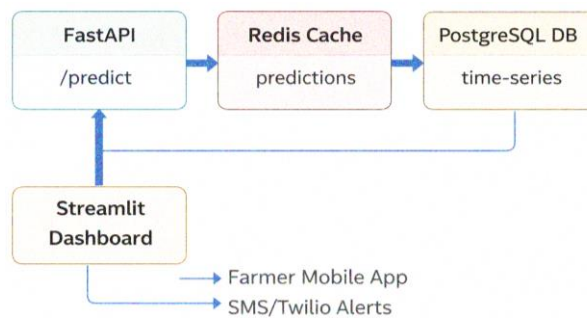 FastAPI
/predict
Redis Cache
predictions
PostgreSQL DB
time-series
Streamlit
Dashboard
Farmer Mobile App
SMS/Twilio Alerts